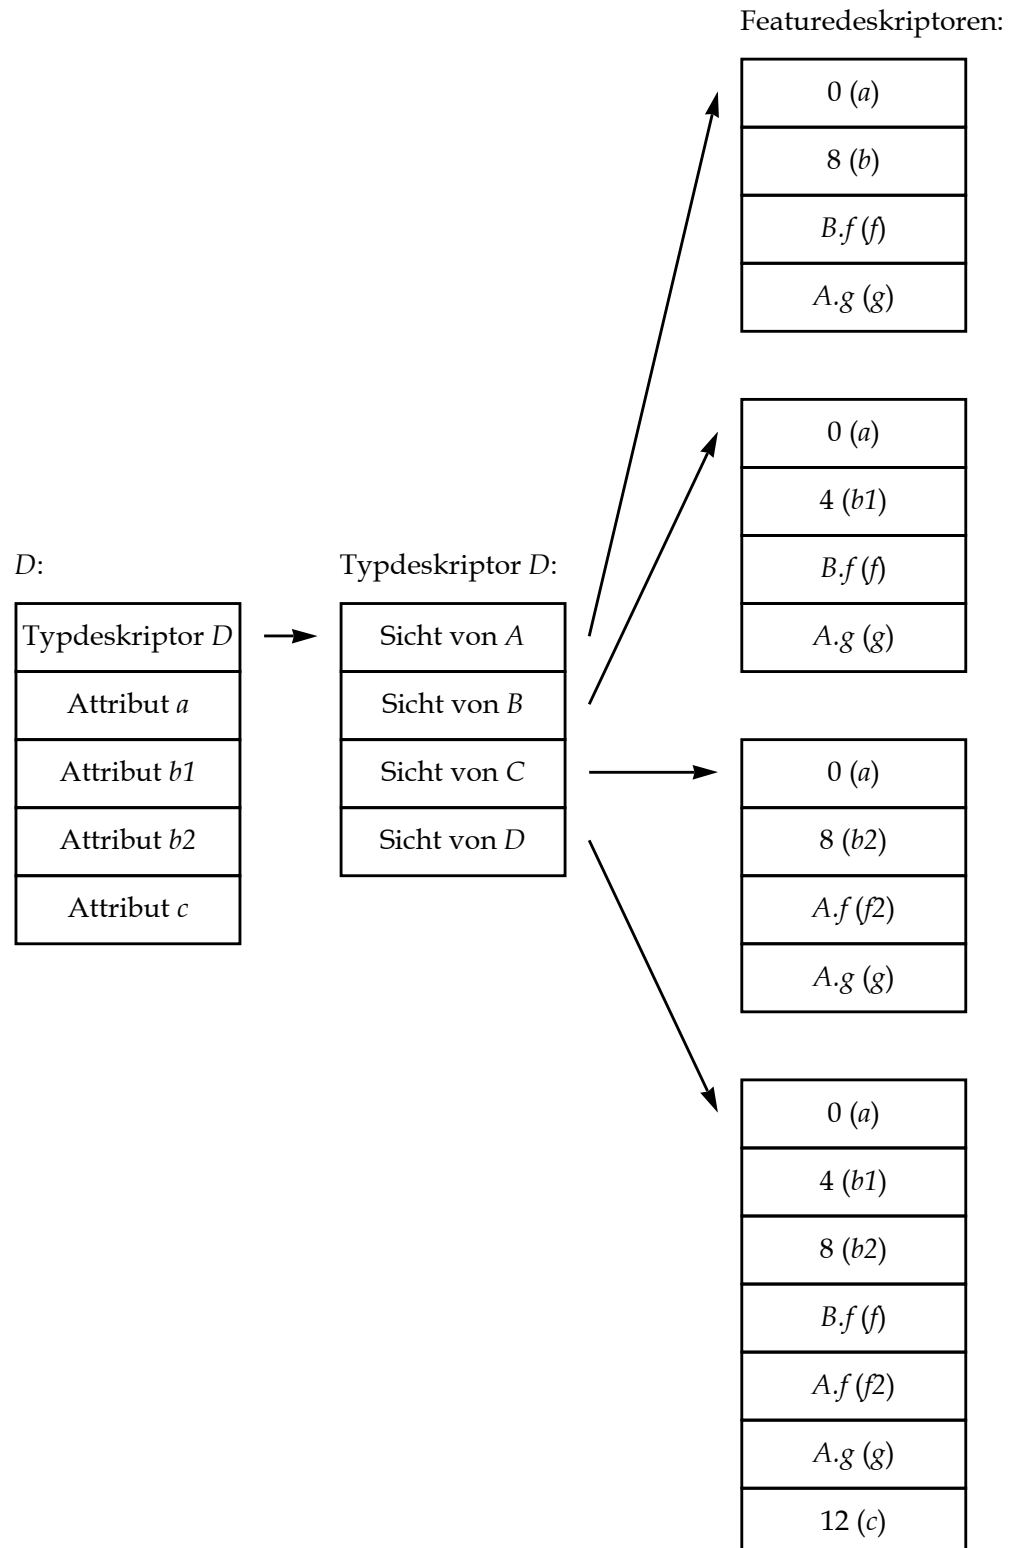 Featuredeskriptoren:
0 (a)
8 (b)
B.f (f)
A.g (g)
0 (a)
4 (b1)
B.f (f)
A.g (g)
D:
Typdeskriptor D
Attribut a
Attribut b1
Attribut b2
Attribut c
Typdeskriptor D:
Sicht von A
Sicht von B
Sicht von C
Sicht von D
0 (a)
8 (b2)
A.f (f2)
A.g (g)
0 (a)
4 (b1)
8 (b2)
B.f (f)
A.f (f2)
A.g (g)
12 (c)